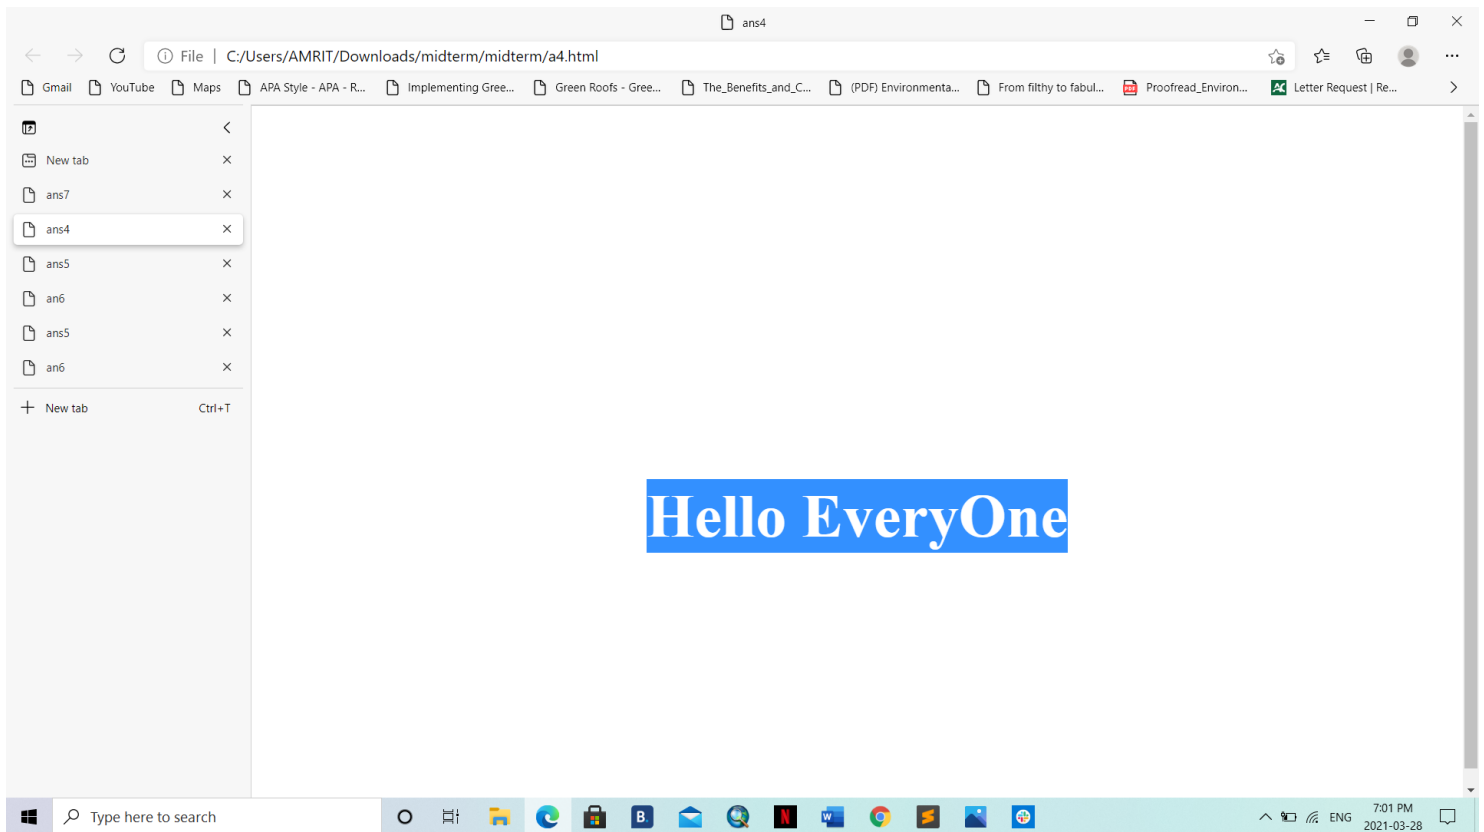 ans4
File | C:/Users/AMRIT/Downloads/midterm/midterm/a4.html
Gmail YouTube Maps APA Style - APA - R... Implementing Gree... Green Roofs - Gree... The_Benefits_and_C... (PDF) Environmenta... From filthy to fabul... PDF Proofread_Environ... AC Letter Request | Re...
New tab
ans7
ans4
ans5
an6
ans5
an6
New tab Ctrl+T
Hello EveryOne
Type here to search B. N W ENG 7:01 PM
2021-03-28